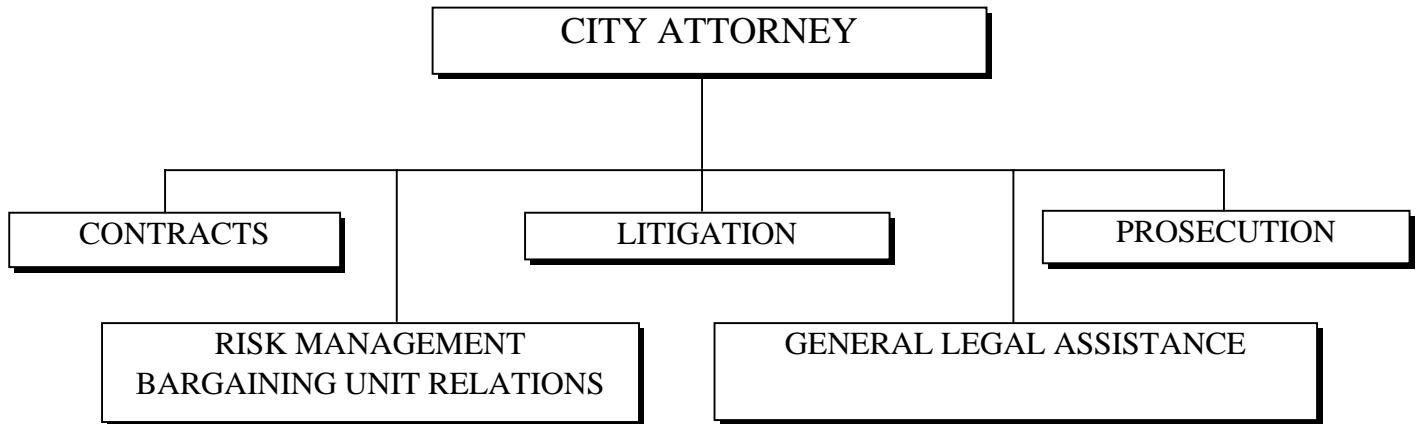 CITY ATTORNEY
CONTRACTS
LITIGATION
PROSECUTION
RISK MANAGEMENT
BARGAINING UNIT RELATIONS
GENERAL LEGAL ASSISTANCE